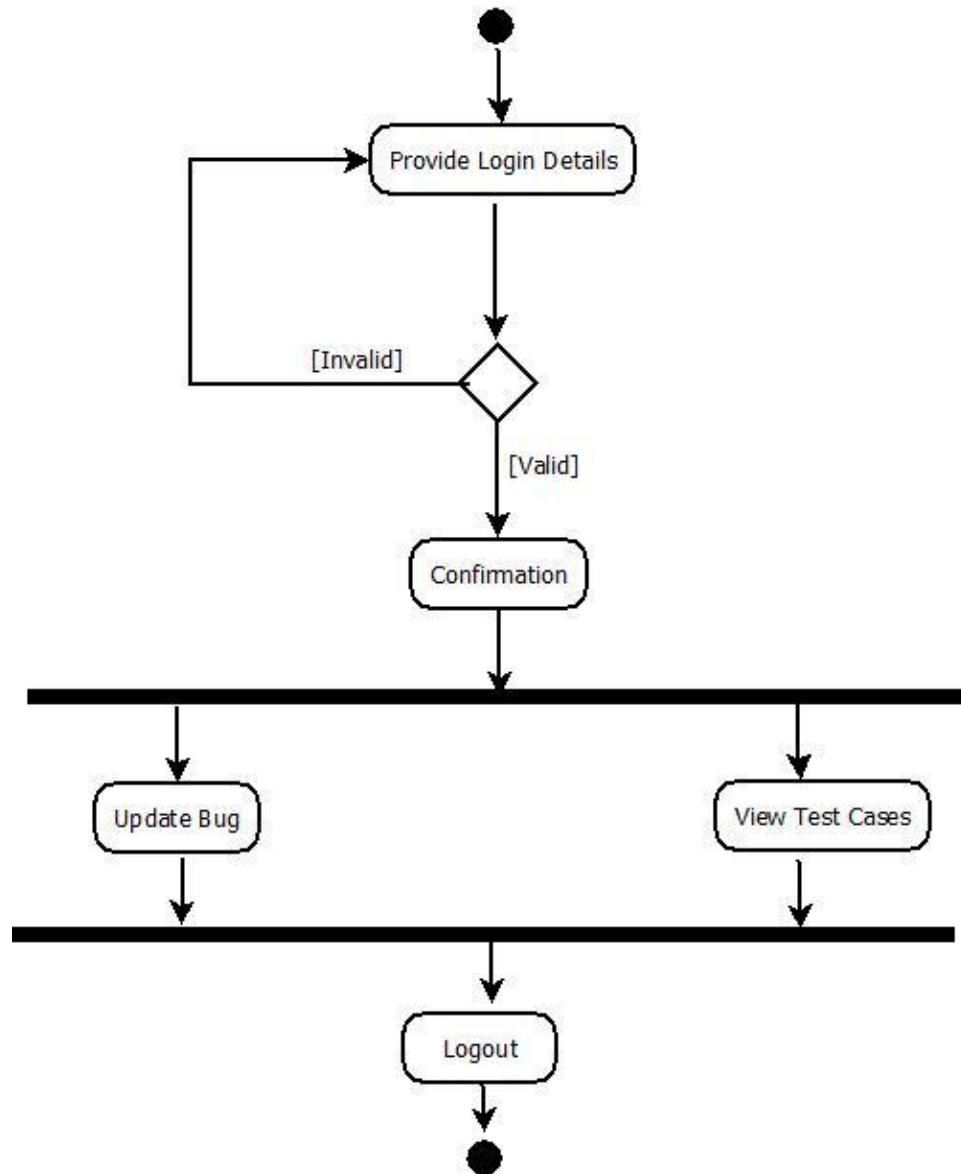 Provide Login Details
[Invalid]
[Valid]
Confirmation
Update Bug
View Test Cases
Logout